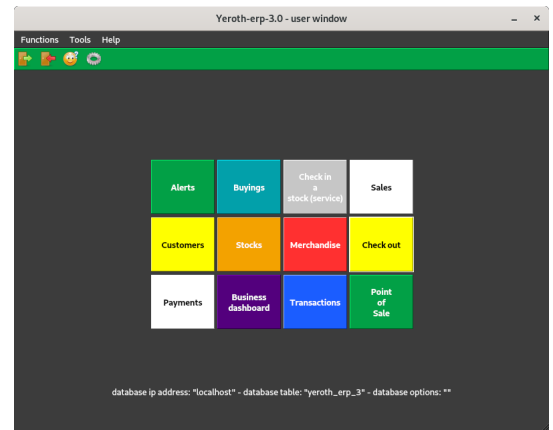 Yeroth-erp-3.0 - user window
Functions Tools Help
Alerts
Buyings
Check in
a
stock (service)
Sales
Customers
Stocks
Merchandise
Check out
Payments
Business
dashboard
Transactions
Point
of
Sale
database ip address: "localhost" - database table: "yeroth_erp_3" - database options: ""